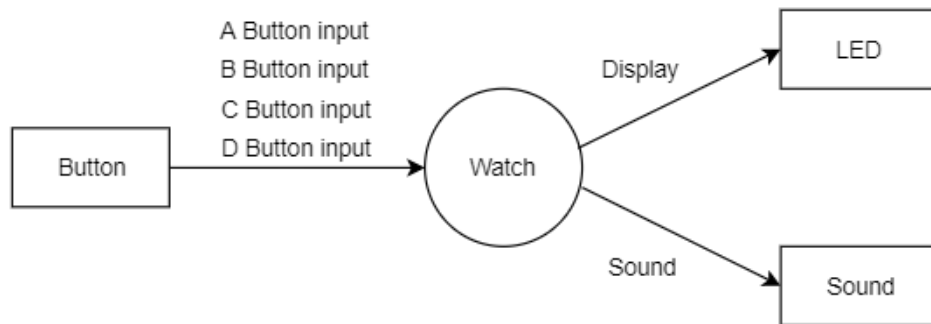 A Button input
B Button input
C Button input
D Button input
Button
Watch
Display
LED
Sound
Sound